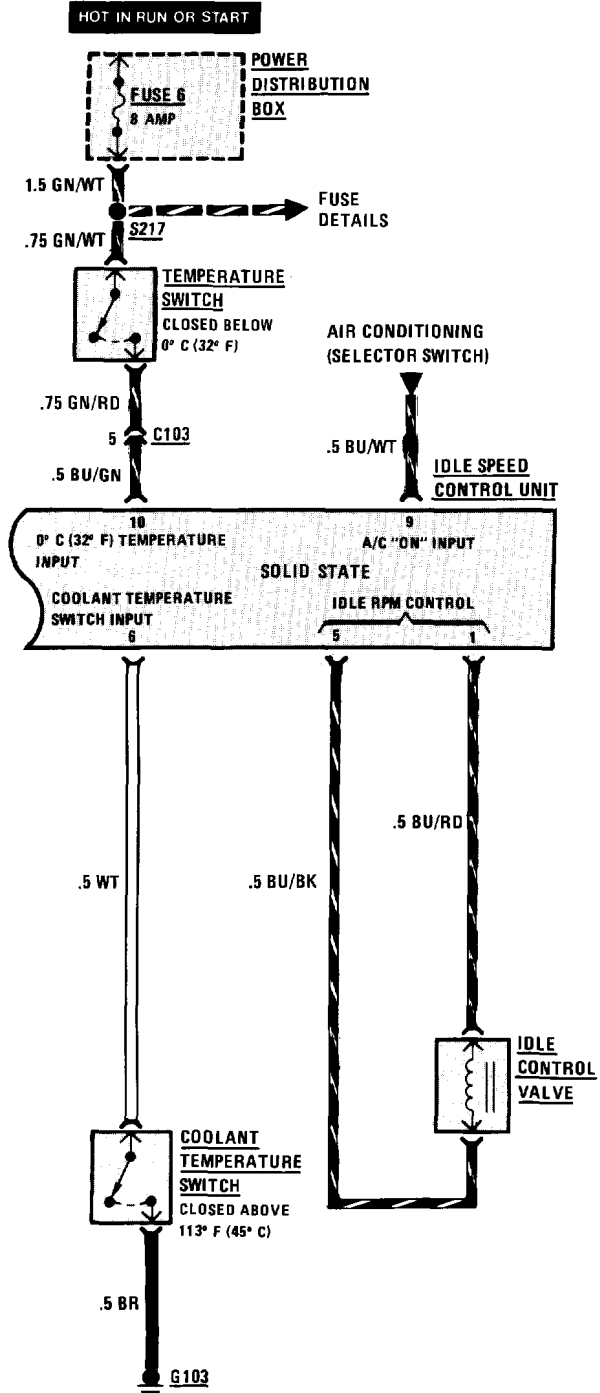 HOT IN RUN OR START
POWER
DISTRIBUTION
BOX
FUSE 6
8 AMP
1.5 GN/WT
FUSE
DETAILS
S217
.75 GN/WT
TEMPERATURE
SWITCH
CLOSED BELOW
0° C (32° F)
AIR CONDITIONING
(SELECTOR SWITCH)
.75 GN/RD
5 C103
.5 BU/WT
.5 BU/GN
IDLE SPEED
CONTROL UNIT
10
9
0° C (32° F) TEMPERATURE
INPUT
A/C "ON" INPUT
SOLID STATE
COOLANT TEMPERATURE
SWITCH INPUT
IDLE RPM CONTROL
6
5
1
.5 BU/RD
.5 WT
.5 BU/BK
IDLE
CONTROL
VALVE
COOLANT
TEMPERATURE
SWITCH
CLOSED ABOVE
113° F (45° C)
.5 BR
G103